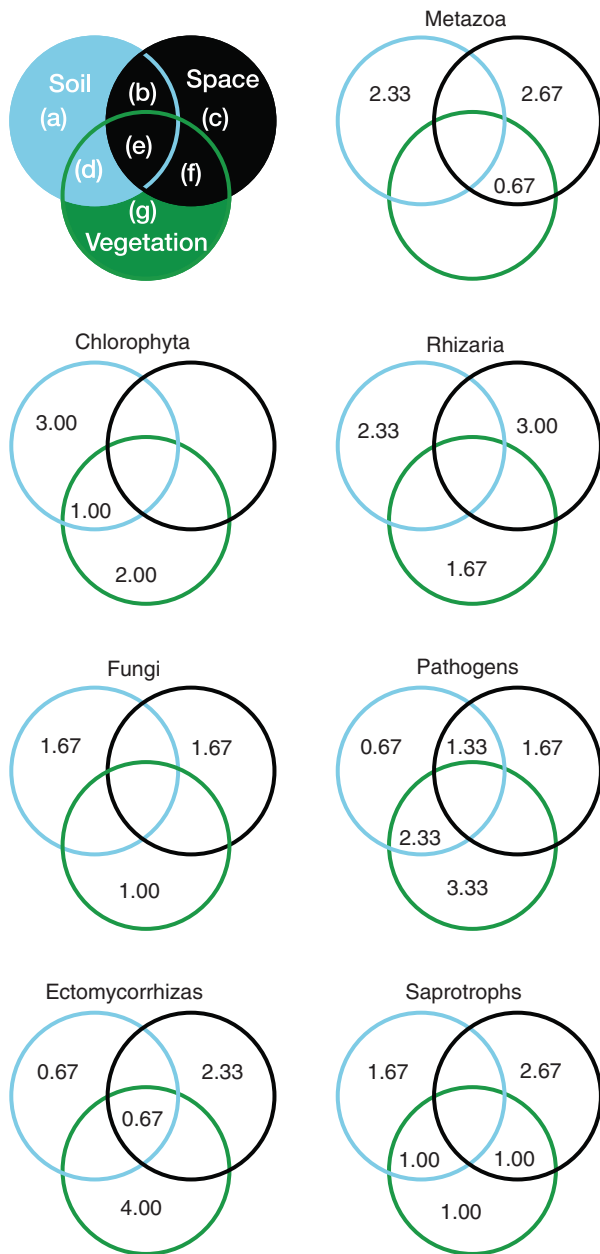 Soil
(a)
(b)
Space
(c)
(d)
(e)
(f)
(g)
Vegetation
Metazoa
2.33
2.67
0.67
Chlorophyta
3.00
1.00
2.00
Rhizaria
2.33
3.00
1.67
Fungi
1.67
1.67
1.00
Pathogens
0.67
1.33
1.67
2.33
3.33
Ectomycorrhizas
0.67
2.33
0.67
4.00
Saprotrophs
1.67
2.67
1.00
1.00
1.00